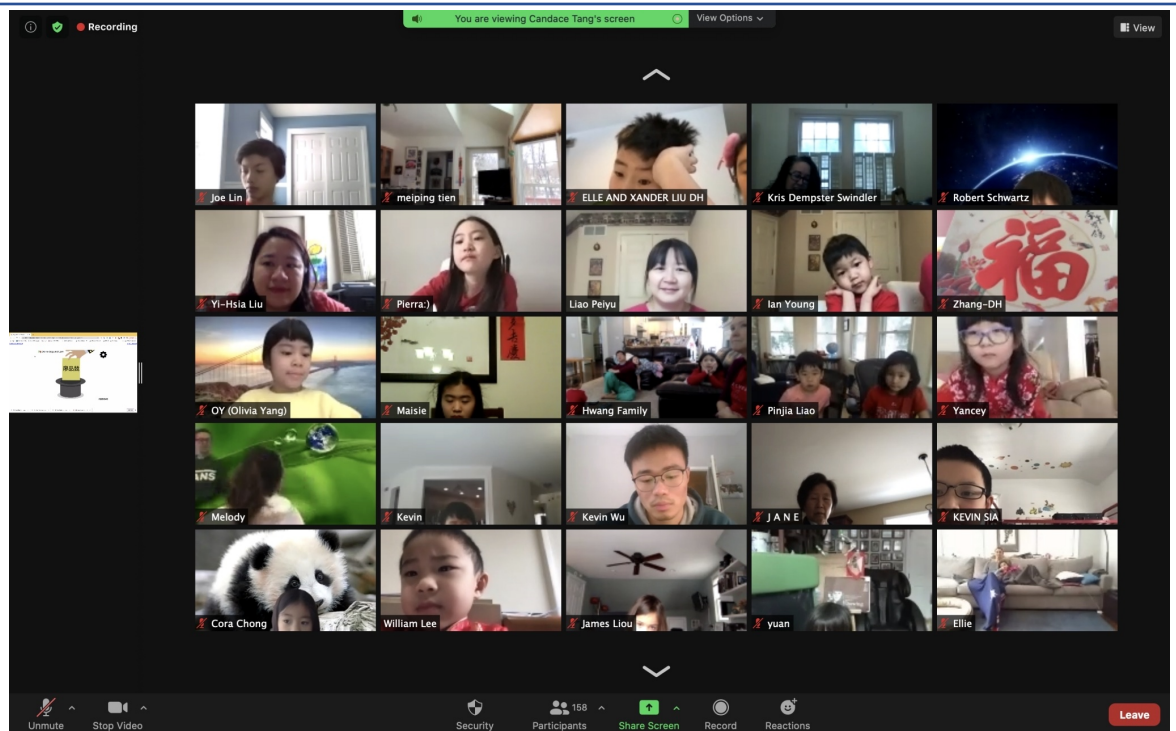 Recording
You are viewing Candace Tang's screen
View Options
View
Joe Lin
meiping tien
ELLE AND XANDER LIU DH
Kris Dempster Swindler
Robert Schwartz
Yi-Hsia Liu
Pierra:)
Liao Peiyu
Ian Young
Zhang-DH
福
OY (Olivia Yang)
Maisie
Hwang Family
Pinjia Liao
Yancey
ANS
Melody
Kevin
Kevin Wu
J A N E
KEVIN SIA
Cora Chong
William Lee
James Liou
yuan
Ellie
Unmute
Stop Video
Security
158
Participants
Share Screen
Record
Reactions
Leave